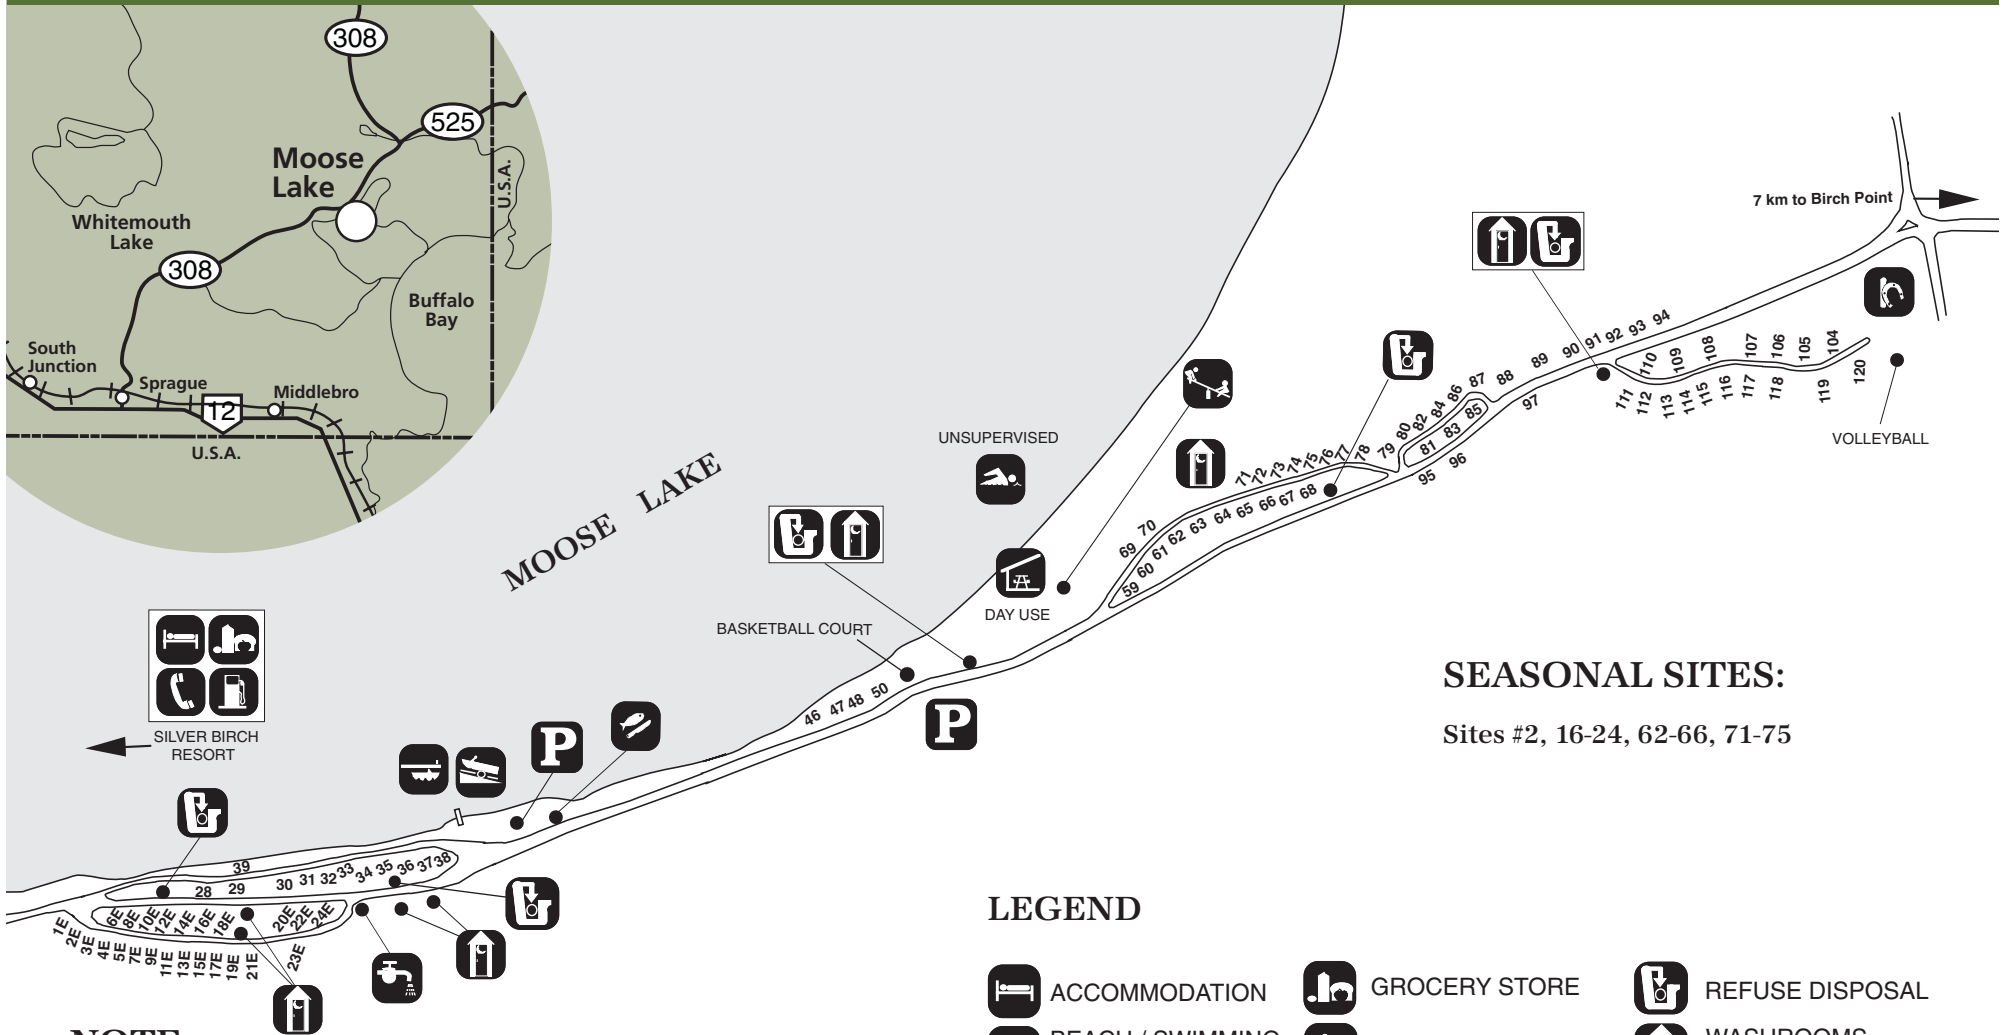 308
525
Moose
Lake
U.S.A.
Whitemouth
Lake
308
Buffalo
Bay
South
Junction
Sprague
12
Middlebro
U.S.A.
MOOSE LAKE
UNSUPERVISED
DAY USE
BASKETBALL COURT
7 km to Birch Point
VOLLEYBALL
SILVER BIRCH
RESORT
P
P
39
28 29 30 31 32 33 34 35 36 37 38
6E 8E 10E 12E 14E 16E 18E 20E 22E 24E
1E 2E 3E 4E 5E 7E 9E 11E 13E 15E 17E 19E 21E 23E
46 47 48 50
69 70 71 72 73 74 75 76 77 78
59 60 61 62 63 64 65 66 67 68
79 80 82 84 86 87 88 89 90 91 92 93 94
81 83 85
95 96 97
110 109 108 107 106 105 104
111 112 113 114 115 116 117 118 119 120
SEASONAL SITES:
Sites #2, 16-24, 62-66, 71-75
LEGEND
ACCOMMODATION
GROCERY STORE
REFUSE DISPOSAL
BEACH / SWIMMING
WASHROOMS
NOTE